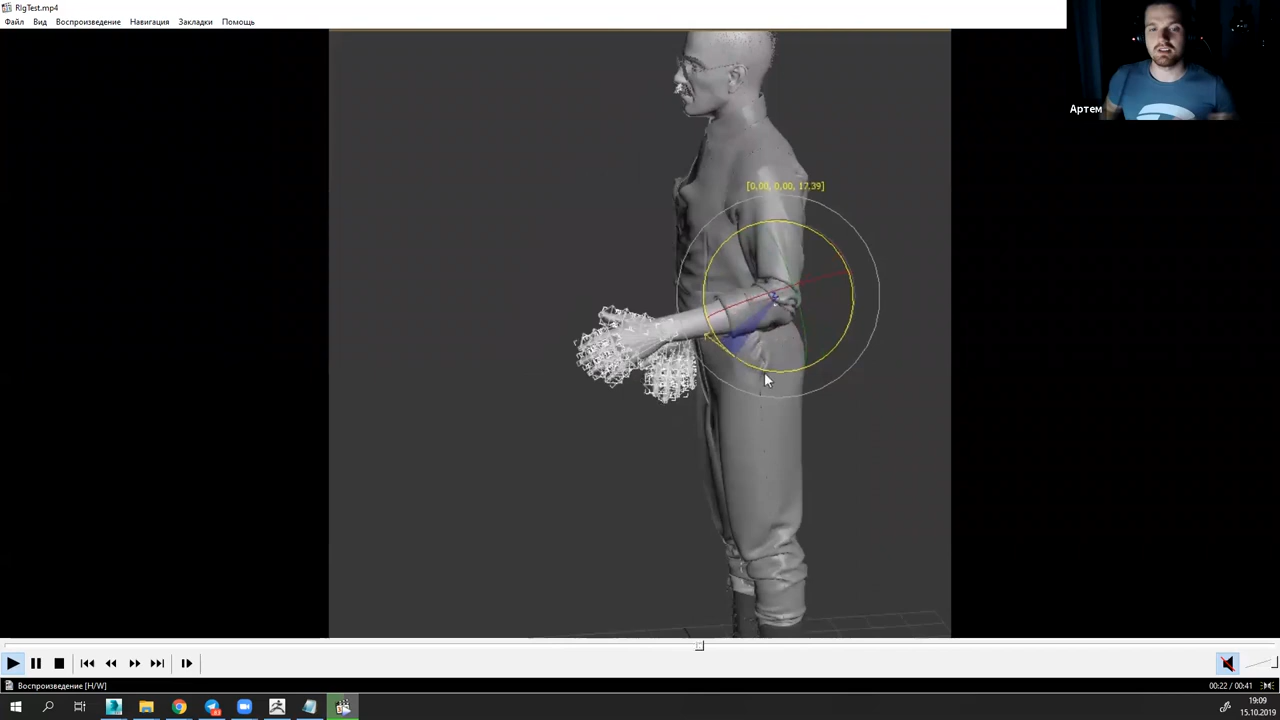 RIgTest.mp4
Файл Вид Воспроизведение Навигация Закладки Помощь
Артем
[0,00, 0,00, 17,39]
Воспроизведение [H/W]
00:22 / 00:41
19:09
15.10.2019